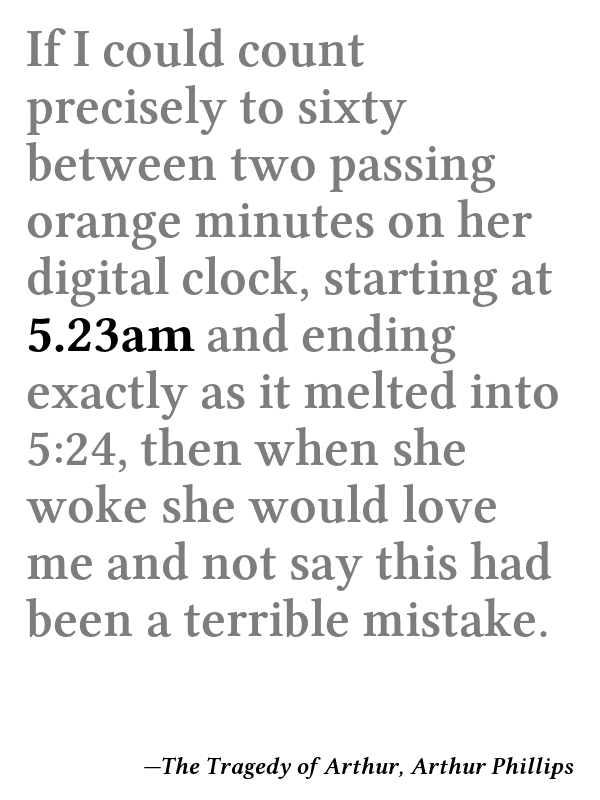 If I could count
precisely to sixty
between two passing
orange minutes on her
digital clock, starting at
5.23am and ending
exactly as it melted into
5:24, then when she
woke she would love
me and not say this had
been a terrible mistake.
—The Tragedy of Arthur, Arthur Phillips